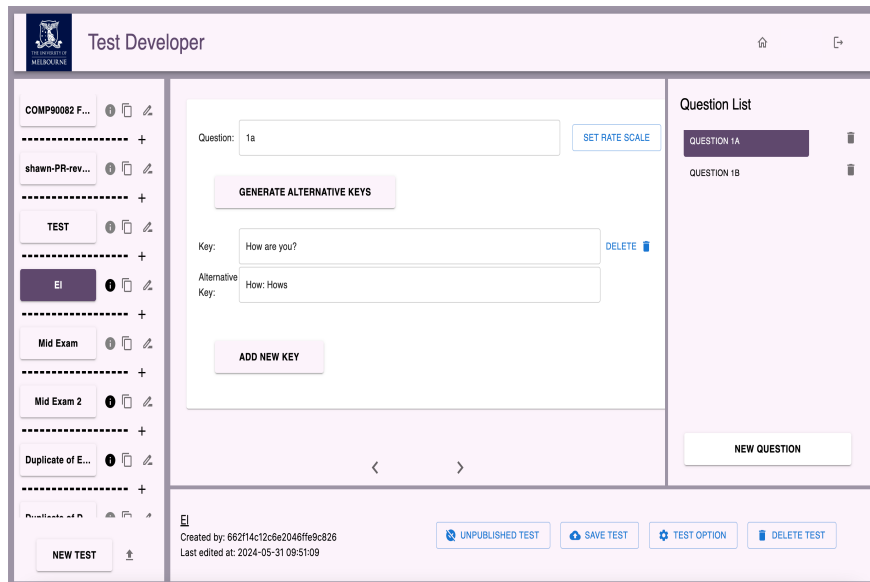 THE UNIVERSITY OF
MELBOURNE
Test Developer
COMP90082 F...
shawn-PR-rev...
TEST
EI
Mid Exam
Mid Exam 2
Duplicate of E...
NEW TEST
Question: 1a
SET RATE SCALE
GENERATE ALTERNATIVE KEYS
Key: How are you?
DELETE
Alternative
Key:
How: Hows
ADD NEW KEY
Question List
QUESTION 1A
QUESTION 1B
NEW QUESTION
EI
Created by: 662f14c12c6e2046ffe9c826
Last edited at: 2024-05-31 09:51:09
UNPUBLISHED TEST
SAVE TEST
TEST OPTION
DELETE TEST